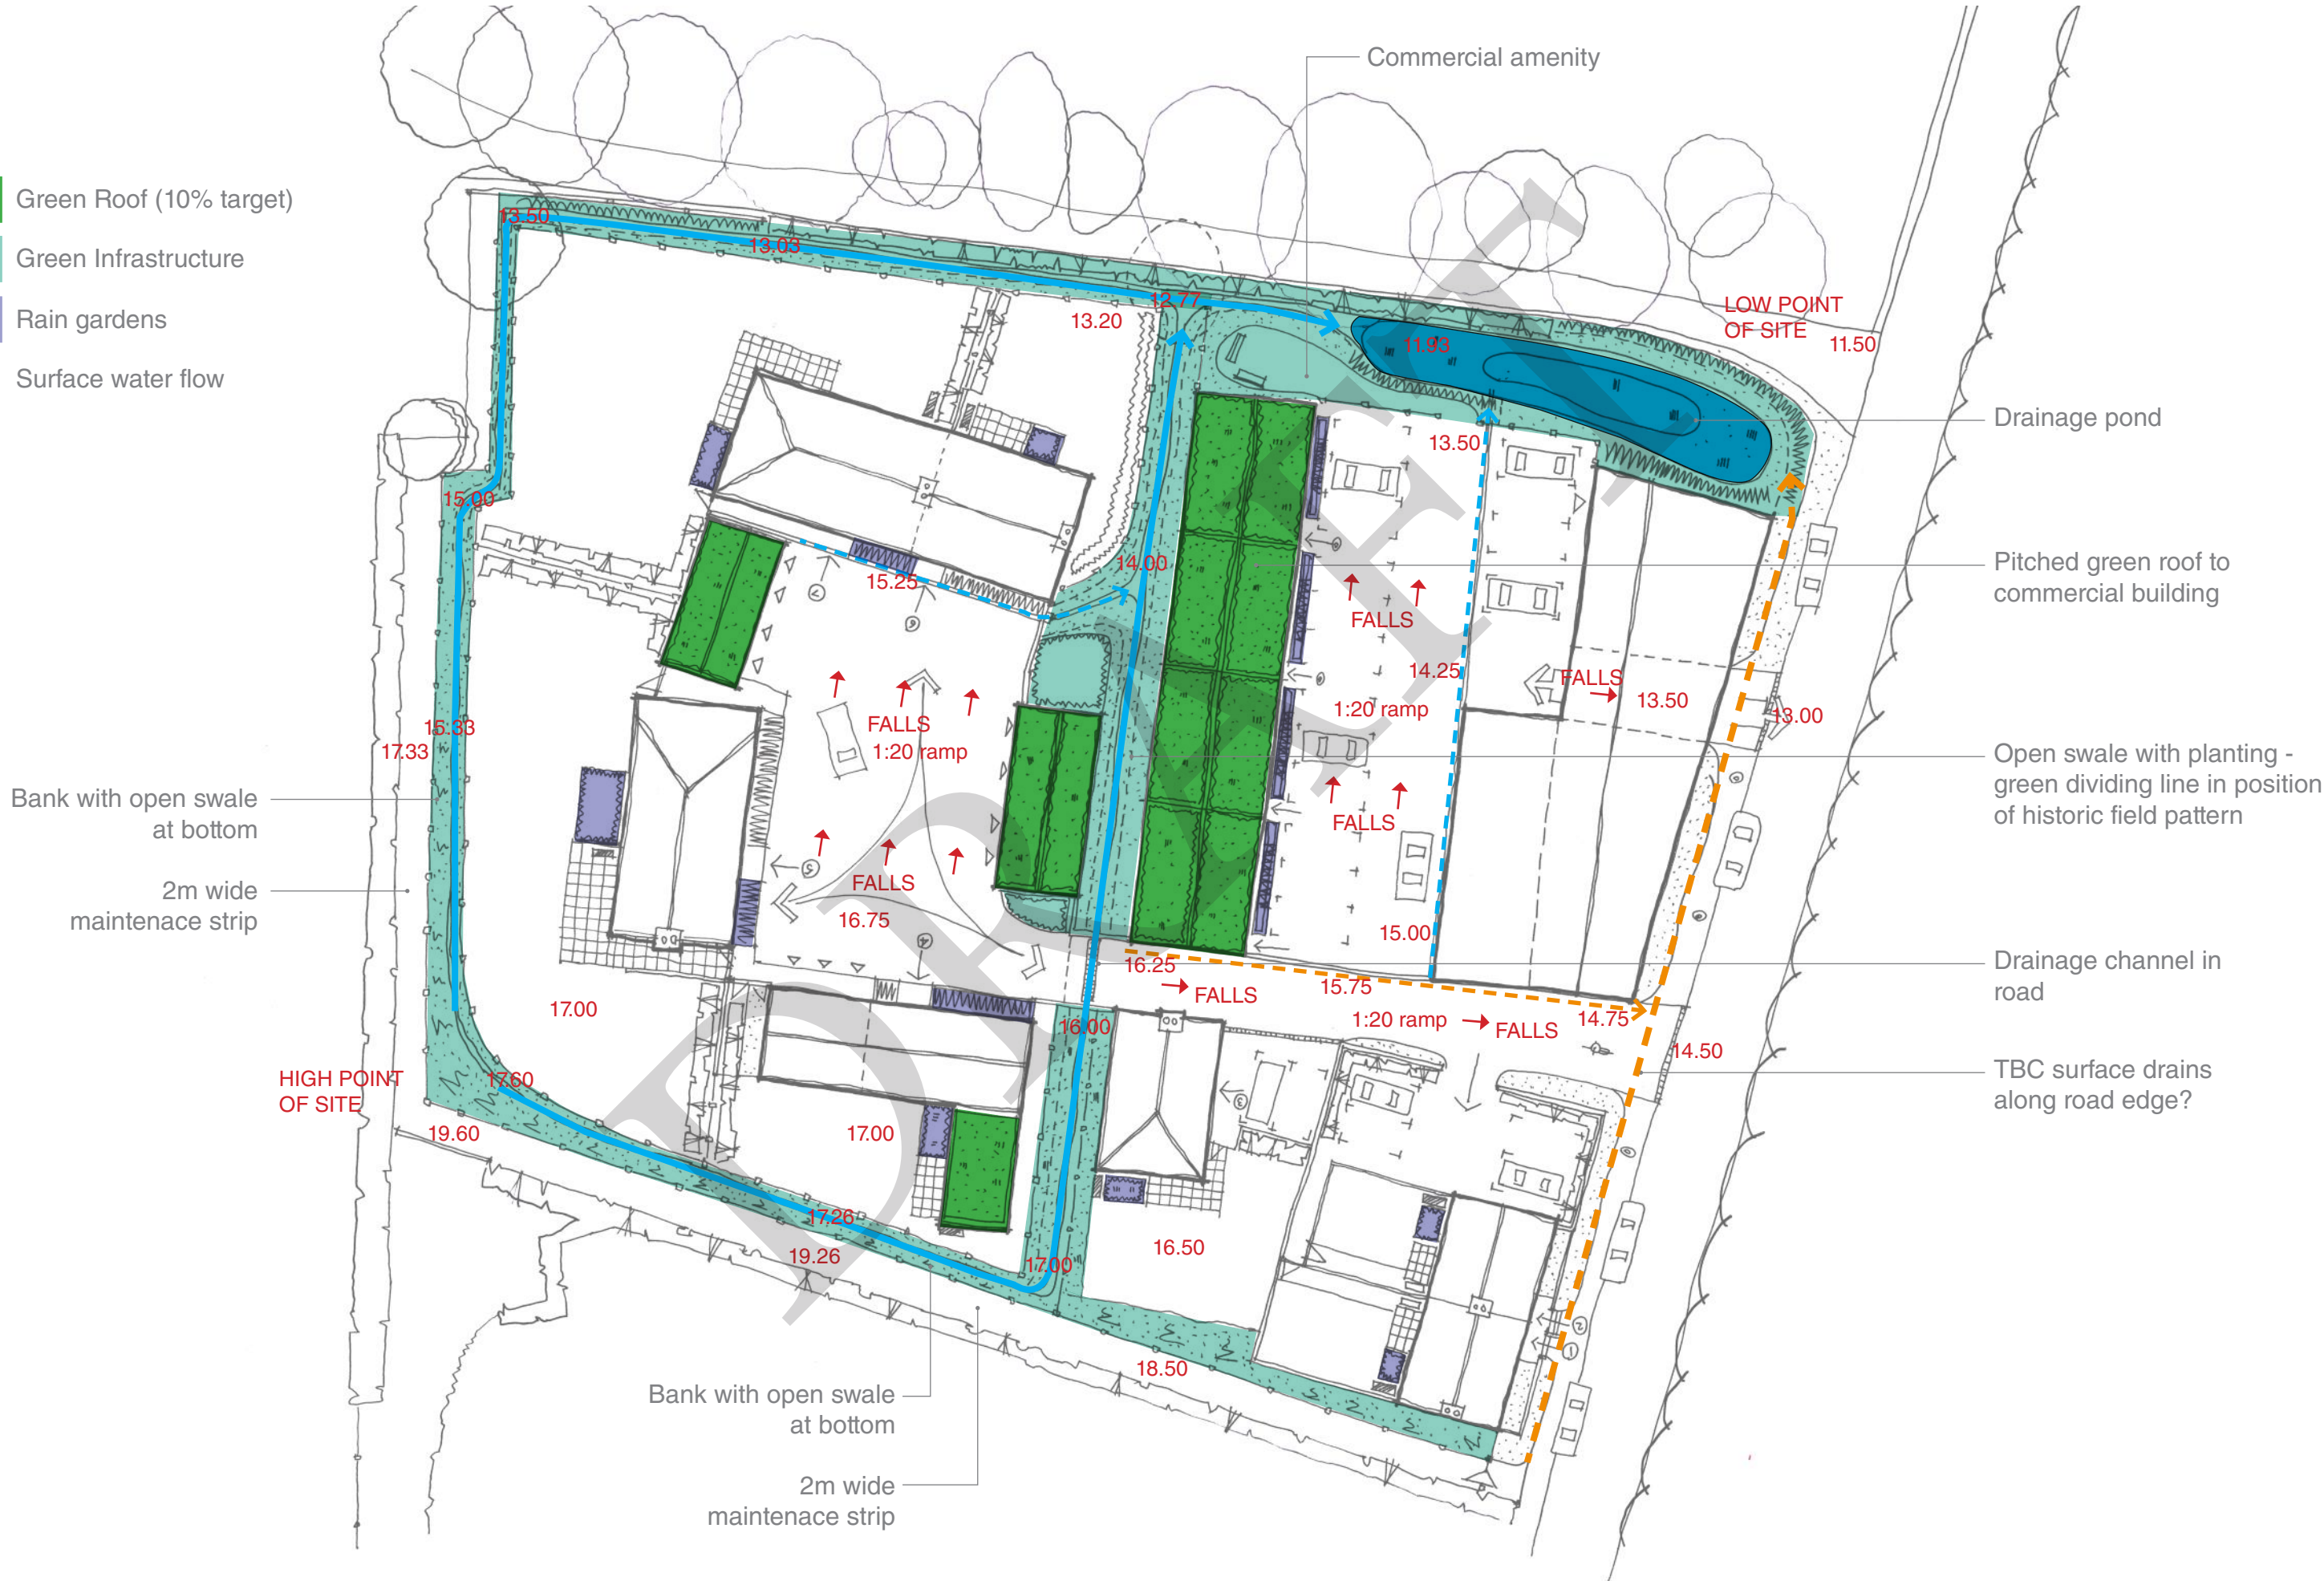 Commercial amenity
Green Roof (10% target)
Green Infrastructure
Rain gardens
Surface water flow
13.50
13.03
12.77
13.20
LOW POINT
OF SITE
11.50
11.93
Drainage pond
13.50
15.00
14.00
15.25
Pitched green roof to
commercial building
FALLS
14.25
FALLS
13.50
1:20 ramp
13.00
15.33
17.33
FALLS
1:20 ramp
Open swale with planting -
green dividing line in position
of historic field pattern
Bank with open swale
at bottom
FALLS
2m wide
maintenace strip
FALLS
16.75
15.00
16.25
FALLS
15.75
Drainage channel in
road
17.00
16.00
1:20 ramp
FALLS
14.75
14.50
HIGH POINT
OF SITE
17.60
19.60
17.00
TBC surface drains
along road edge?
17.26
19.26
17.00
16.50
18.50
Bank with open swale
at bottom
2m wide
maintenace strip
7
6
5
4
3
2
1
DRAFT